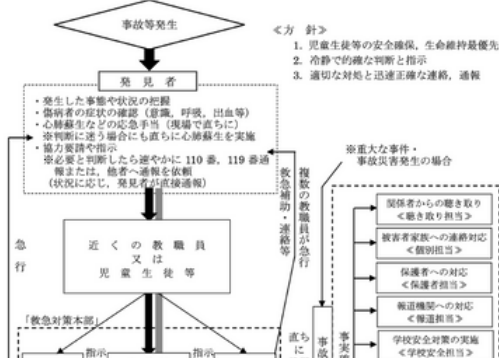 事故等発生
≪方　針≫
1. 児童生徒等の安全確保，生命維持最優先
2. 冷静で的確な判断と指示
3. 適切な対処と迅速正確な連絡，通報
発 見 者
・発生した事態や状況の把握
・傷病者の症状の確認（意識，呼吸，出血等）
・心肺蘇生などの応急手当（現場で直ちに）
※判断に迷う場合にも直ちに心肺蘇生を実施
・協力要請や指示
※必要と判断したら速やかに 110 番，119 番通
報または，他者へ通報を依頼
（状況に応じ，発見者が直接通報）
急行
近 く の 教 職 員
又 は
児 童 生 徒 等
複数の教職員が急行
救急補助・連絡等
※重大な事件・
事故災害発生の場合
関係者からの聴き取り
≪聴き取り担当≫
被害者家族への連絡対応
≪個別担当≫
保護者への対応
≪保護者担当≫
報道機関への対応
≪報道担当≫
学校安全対策の実施
≪学校安全担当≫
「救急対策本部」
指示
指示
直ちに
事故
事実